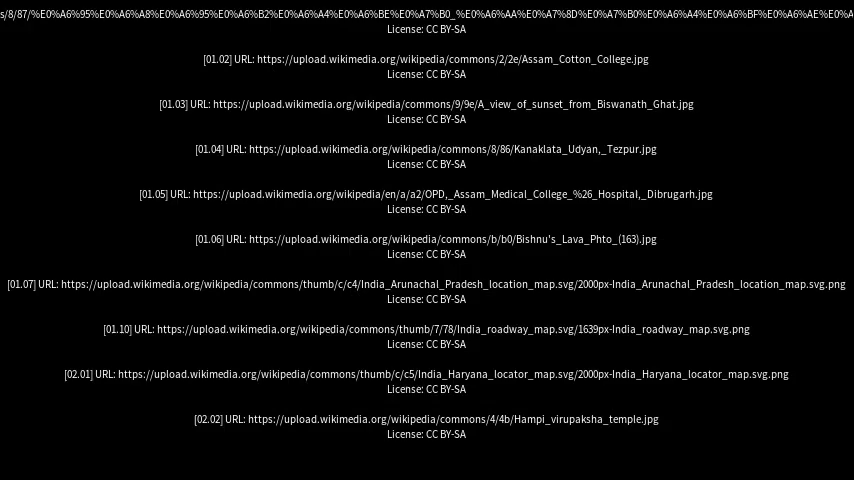 s/8/87/%E0%A6%95%E0%A6%A8%E0%A6%95%E0%A6%B2%E0%A6%A4%E0%A6%BE%E0%A7%B0_%E0%A6%AA%E0%A7%8D%E0%A7%B0%E0%A6%A4%E0%A6%BF%E0%A6%AE%E0%A
License: CC BY-SA
[01.02] URL: https://upload.wikimedia.org/wikipedia/commons/2/2e/Assam_Cotton_College.jpg
License: CC BY-SA
[01.03] URL: https://upload.wikimedia.org/wikipedia/commons/9/9e/A_view_of_sunset_from_Biswanath_Ghat.jpg
License: CC BY-SA
[01.04] URL: https://upload.wikimedia.org/wikipedia/commons/8/86/Kanaklata_Udyan,_Tezpur.jpg
License: CC BY-SA
[01.05] URL: https://upload.wikimedia.org/wikipedia/en/a/a2/OPD,_Assam_Medical_College_%26_Hospital,_Dibrugarh.jpg
License: CC BY-SA
[01.06] URL: https://upload.wikimedia.org/wikipedia/commons/b/b0/Bishnu's_Lava_Phto_(163).jpg
License: CC BY-SA
[01.07] URL: https://upload.wikimedia.org/wikipedia/commons/thumb/c/c4/India_Arunachal_Pradesh_location_map.svg/2000px-India_Arunachal_Pradesh_location_map.svg.png
License: CC BY-SA
[01.10] URL: https://upload.wikimedia.org/wikipedia/commons/thumb/7/78/India_roadway_map.svg/1639px-India_roadway_map.svg.png
License: CC BY-SA
[02.01] URL: https://upload.wikimedia.org/wikipedia/commons/thumb/c/c5/India_Haryana_locator_map.svg/2000px-India_Haryana_locator_map.svg.png
License: CC BY-SA
[02.02] URL: https://upload.wikimedia.org/wikipedia/commons/4/4b/Hampi_virupaksha_temple.jpg
License: CC BY-SA